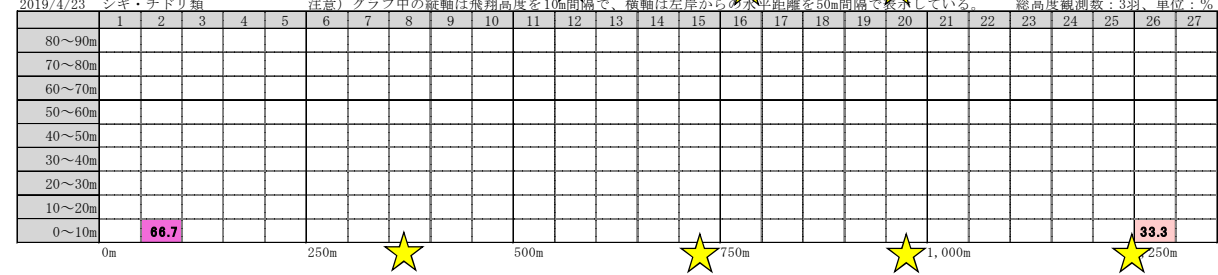 2019/4/23 シギ・チドリ類 注意）グラフ中の縦軸は飛翔高度を10m間隔で、横軸は左岸からの水平距離を50m間隔で表示している。 総高度観測数：3羽、単位：%
1 2 3 4 5 6 7 8 9 10 11 12 13 14 15 16 17 18 19 20 21 22 23 24 25 26 27
80～90m
70～80m
60～70m
50～60m
40～50m
30～40m
20～30m
10～20m
0～10m 66.7 33.3
0m 250m 500m 750m 1,000m 250m